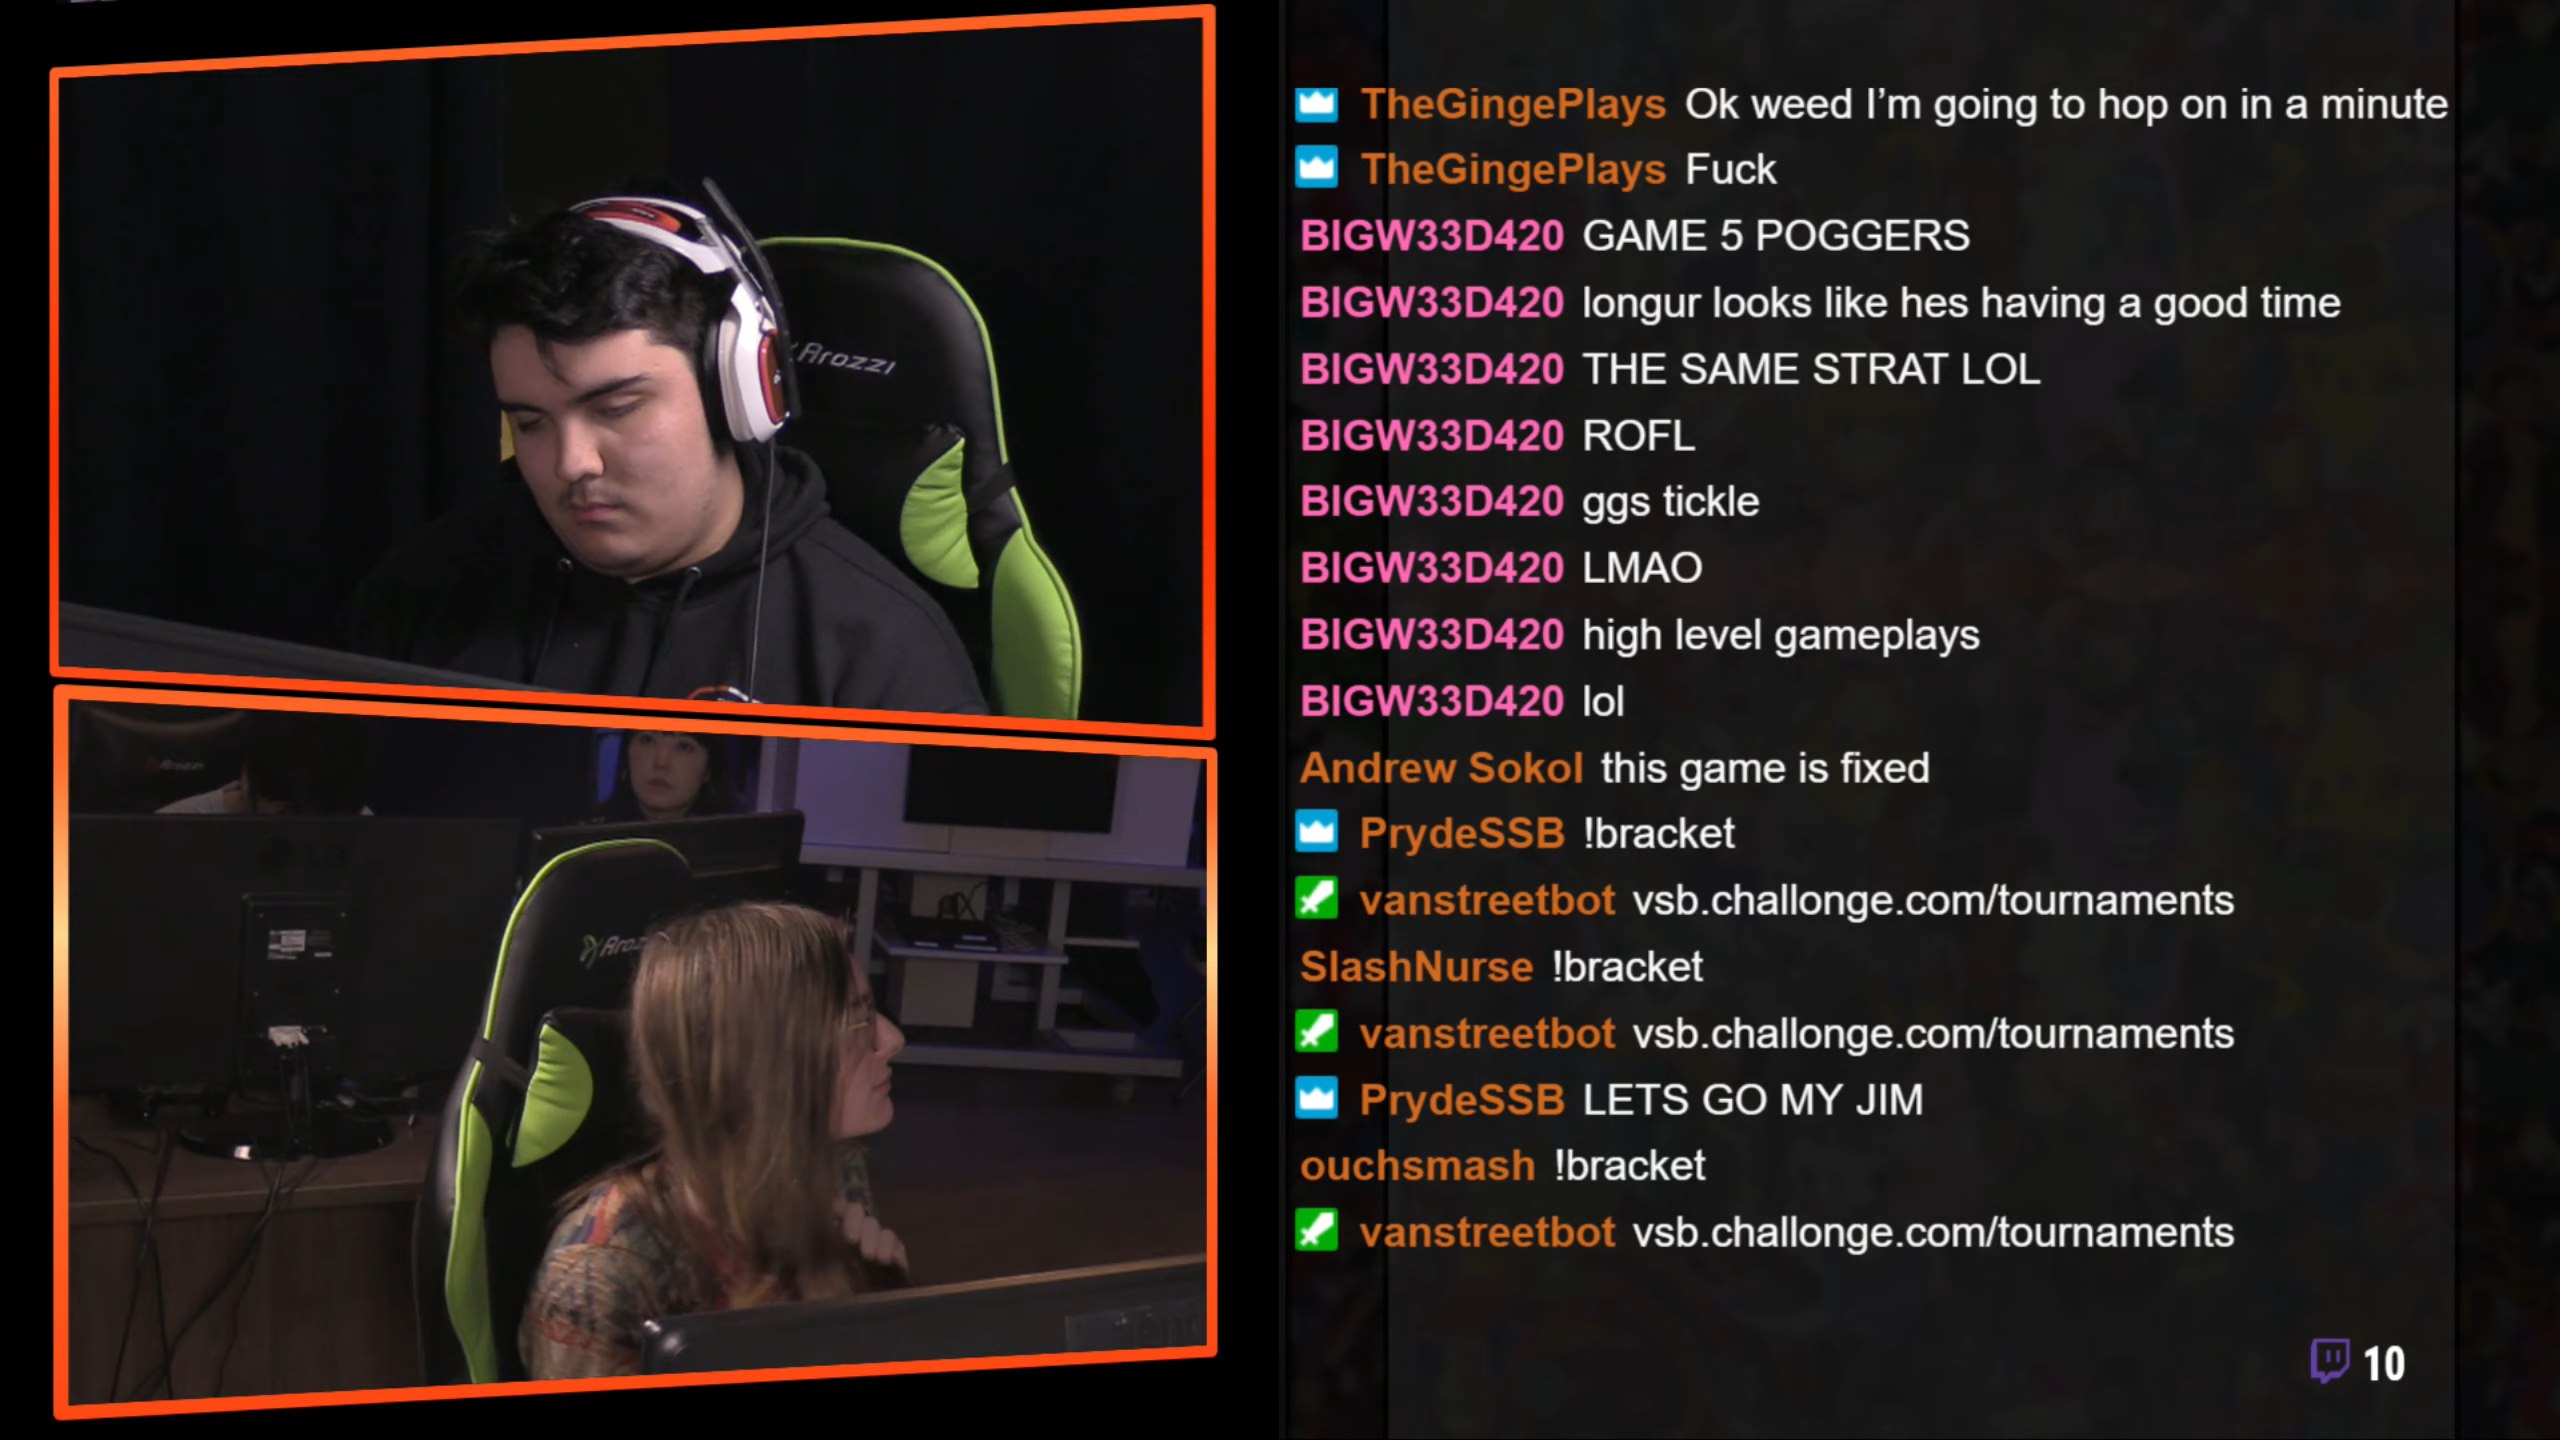 Arozzi
Arozzi
LG
Aroz
TheGingePlays Ok weed I’m going to hop on in a minute
TheGingePlays Fuck
BIGW33D420 GAME 5 POGGERS
BIGW33D420 longur looks like hes having a good time
BIGW33D420 THE SAME STRAT LOL
BIGW33D420 ROFL
BIGW33D420 ggs tickle
BIGW33D420 LMAO
BIGW33D420 high level gameplays
BIGW33D420 lol
Andrew Sokol this game is fixed
PrydeSSB !bracket
vanstreetbot vsb.challonge.com/tournaments
SlashNurse !bracket
vanstreetbot vsb.challonge.com/tournaments
PrydeSSB LETS GO MY JIM
ouchsmash !bracket
vanstreetbot vsb.challonge.com/tournaments
10